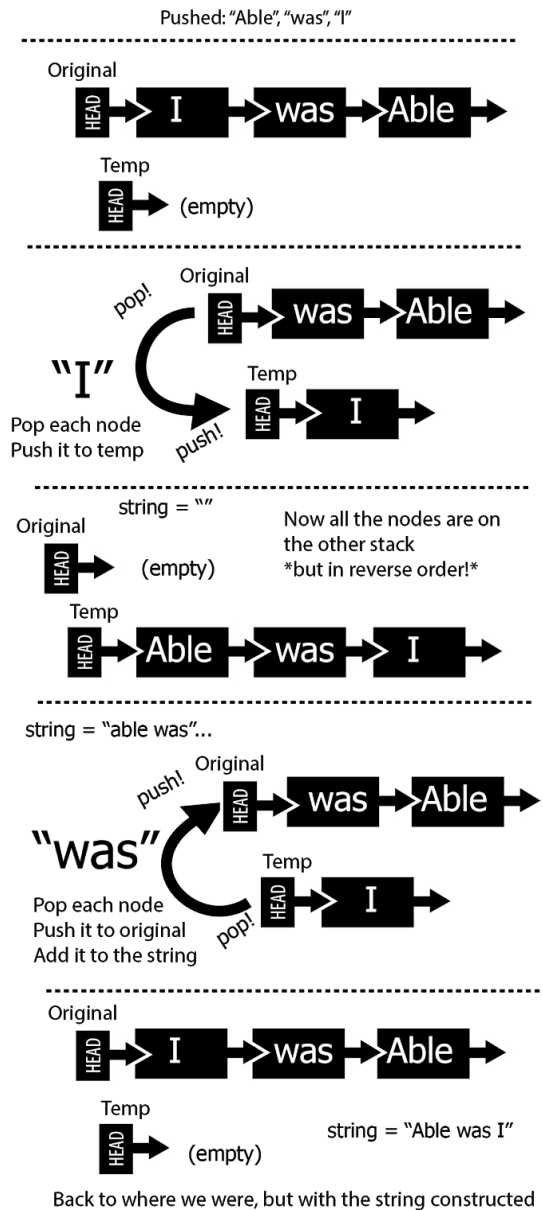 Pushed: “Able”, “was”, “I”
Original
HEAD I was Able
Temp
HEAD (empty)
Original
pop!
HEAD was Able
“I”
Temp
HEAD I
Pop each node
Push it to temp
push!
string = “”
Original
HEAD (empty)
Now all the nodes are on
the other stack
*but in reverse order!*
Temp
HEAD Able was I
string = “able was”...
Original
push!
HEAD was Able
“was”
Temp
HEAD I
Pop each node
Push it to original
Add it to the string
pop!
Original
HEAD I was Able
Temp
HEAD (empty)
string = “Able was I”
Back to where we were, but with the string constructed